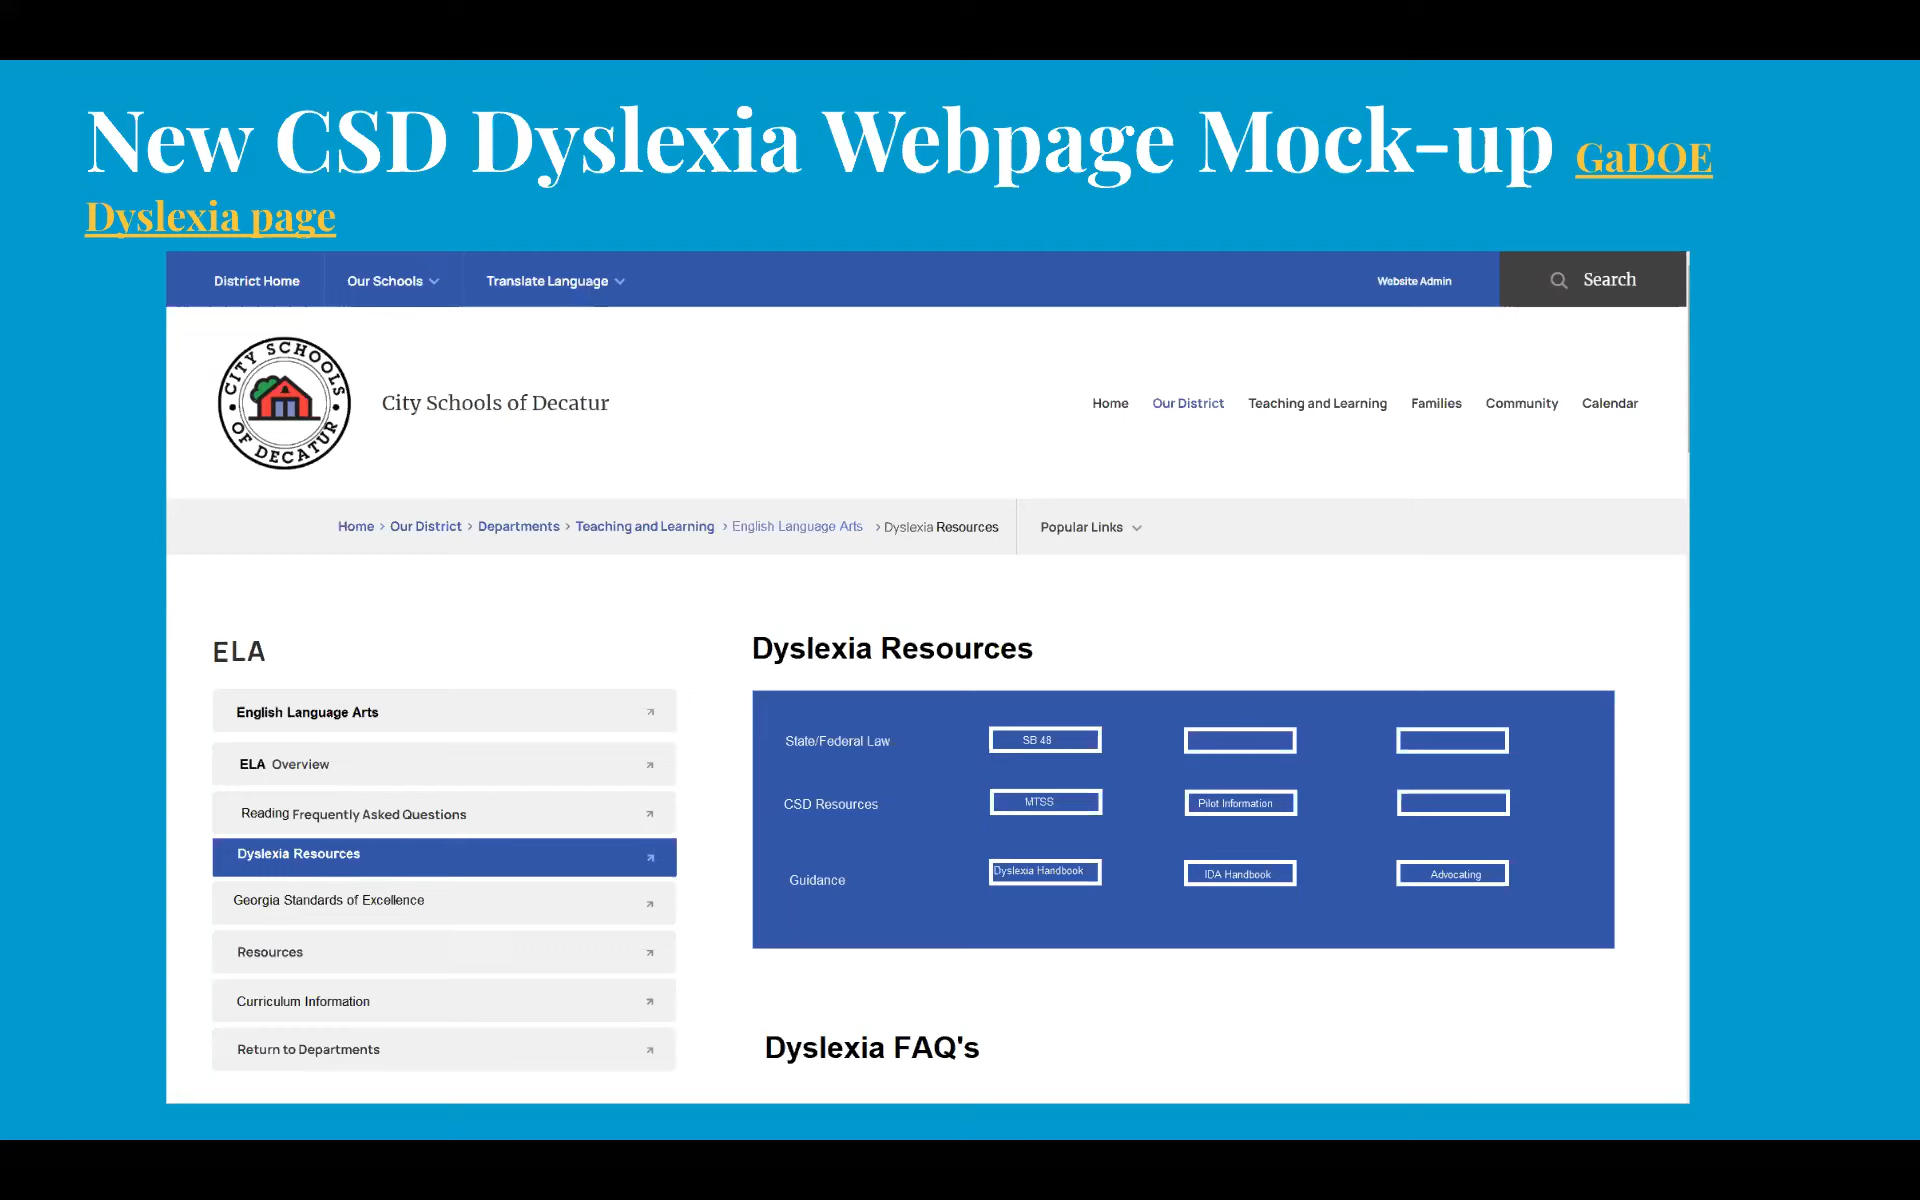 New CSD Dyslexia Webpage Mock-up GaDOE
Dyslexia page
District Home Our Schools Translate Language Website Admin Search
CITY SCHOOLS OF DECATUR
City Schools of Decatur
Home Our District Teaching and Learning Families Community Calendar
Home > Our District > Departments > Teaching and Learning > English Language Arts > Dyslexia Resources Popular Links
ELA
English Language Arts
ELA Overview
Reading Frequently Asked Questions
Dyslexia Resources
Georgia Standards of Excellence
Resources
Curriculum Information
Return to Departments
Dyslexia Resources
State/Federal Law SB 48
CSD Resources MTSS Pilot Information
Guidance Dyslexia Handbook IDA Handbook Advocating
Dyslexia FAQ's